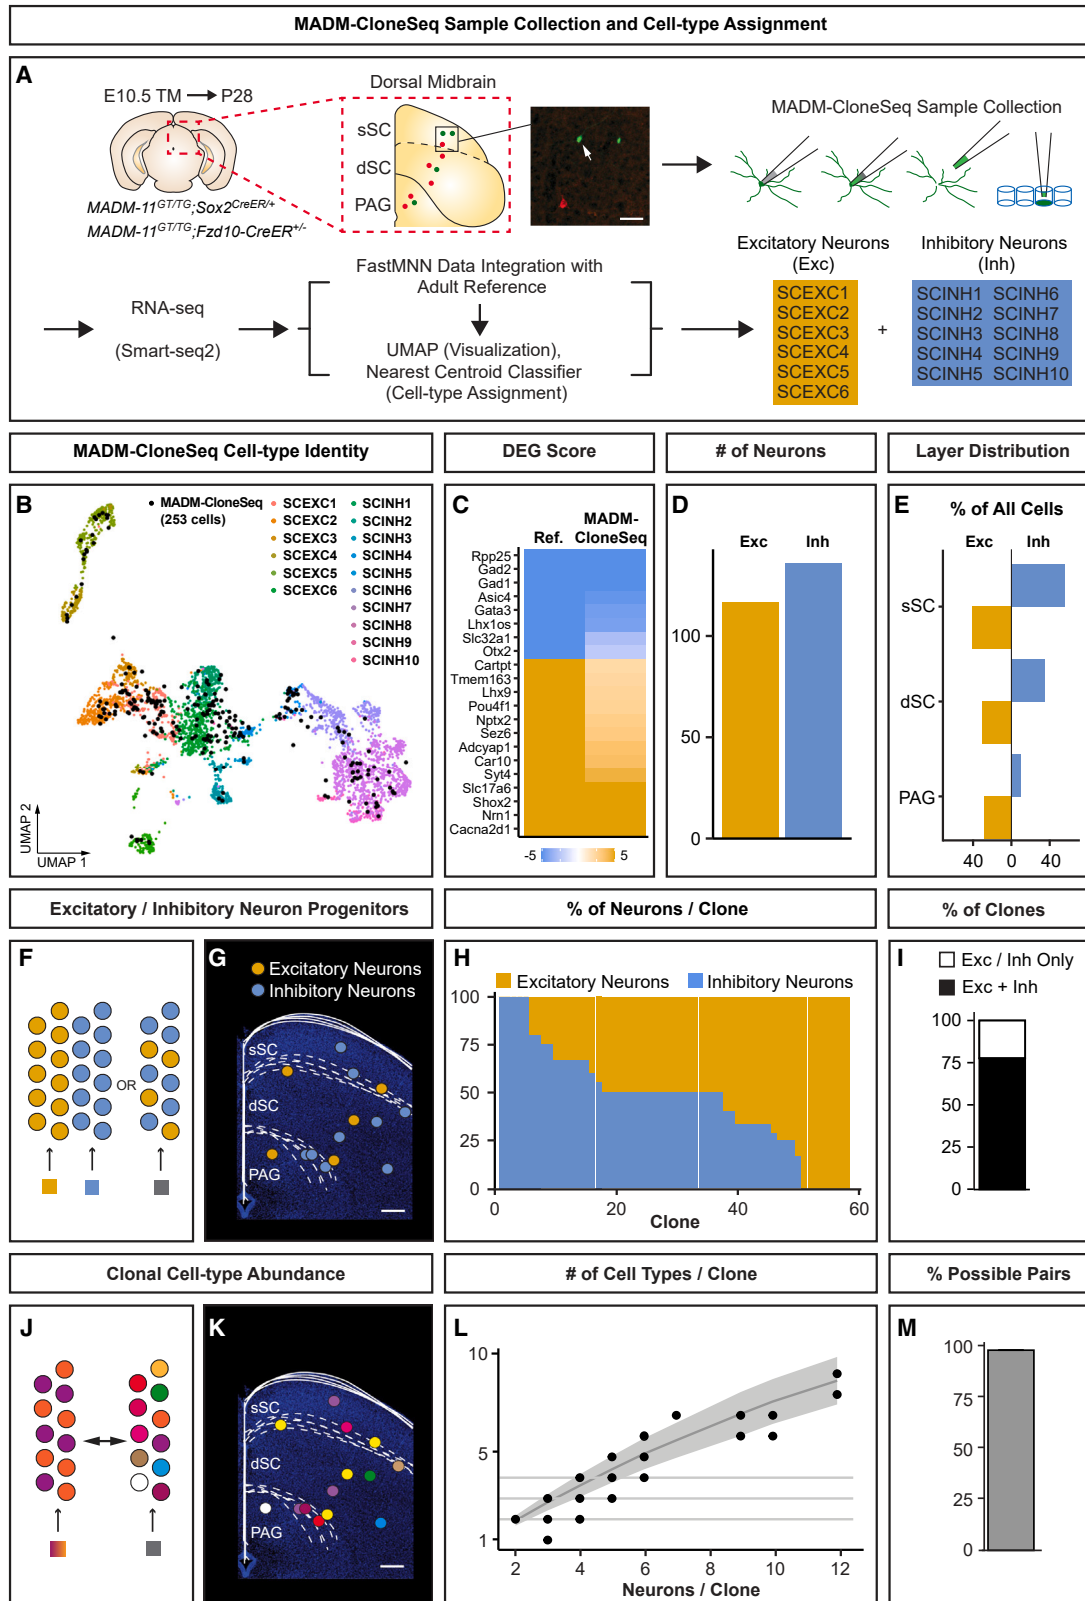 MADM-CloneSeq Sample Collection and Cell-type Assignment
A
E10.5 TM → P28
MADM-11GT/TG;Sox2CreER/+
MADM-11GT/TG;Fzd10-CreER+/-
Dorsal Midbrain
sSC
dSC
PAG
MADM-CloneSeq Sample Collection
RNA-seq
(Smart-seq2)
FastMNN Data Integration with
Adult Reference
UMAP (Visualization),
Nearest Centroid Classifier
(Cell-type Assignment)
Excitatory Neurons
(Exc)
SCEXC1
SCEXC2
SCEXC3
SCEXC4
SCEXC5
SCEXC6
+
Inhibitory Neurons
(Inh)
SCINH1 SCINH6
SCINH2 SCINH7
SCINH3 SCINH8
SCINH4 SCINH9
SCINH5 SCINH10
MADM-CloneSeq Cell-type Identity
B
MADM-CloneSeq
(253 cells)
SCEXC1
SCEXC2
SCEXC3
SCEXC4
SCEXC5
SCEXC6
SCINH1
SCINH2
SCINH3
SCINH4
SCINH5
SCINH6
SCINH7
SCINH8
SCINH9
SCINH10
UMAP 2
UMAP 1
DEG Score
C
Ref.
MADM-
CloneSeq
Rpp25
Gad2
Gad1
Asic4
Gata3
Lhx1os
Slc32a1
Otx2
Cartpt
Tmem163
Lhx9
Pou4f1
Nptx2
Sez6
Adcyap1
Car10
Syt4
Slc17a6
Shox2
Nrn1
Cacna2d1
-5 5
# of Neurons
D
Exc Inh
100
50
0
Layer Distribution
E
% of All Cells
Exc Inh
sSC
dSC
PAG
40 0 40
Excitatory / Inhibitory Neuron Progenitors
F
OR
G
Excitatory Neurons
Inhibitory Neurons
sSC
dSC
PAG
% of Neurons / Clone
H
Excitatory Neurons Inhibitory Neurons
100
75
50
25
0
0 20 40 60
Clone
% of Clones
I
Exc / Inh Only
Exc + Inh
100
75
50
25
0
Clonal Cell-type Abundance
J
K
sSC
dSC
PAG
# of Cell Types / Clone
L
10
5
1
2 4 6 8 10 12
Neurons / Clone
% Possible Pairs
M
100
75
50
25
0